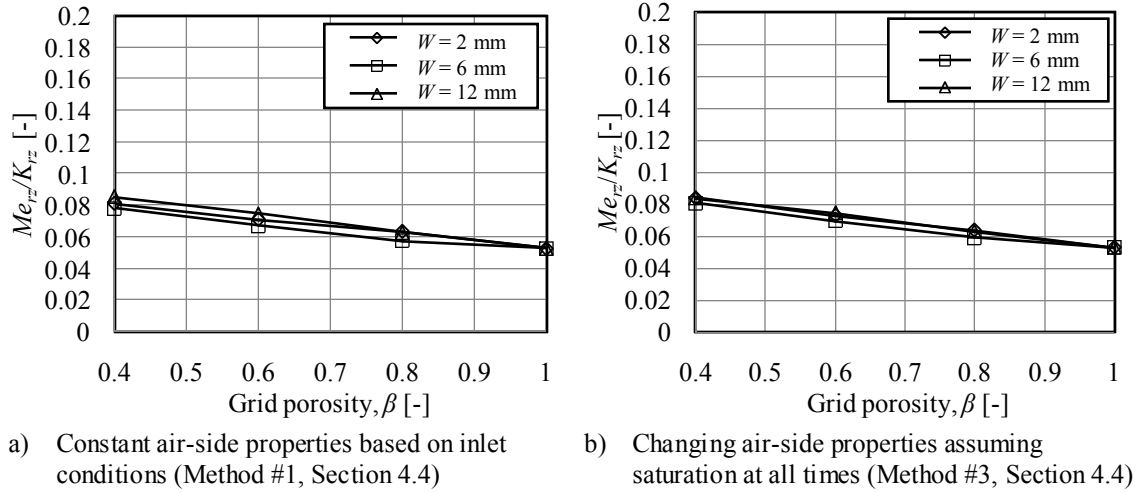 0.2
0.18
0.16
0.14
0.12
0.1
0.08
0.06
0.04
0.02
0
Me_rz/K_rz [-]
W = 2 mm
W = 6 mm
W = 12 mm
0.4 0.5 0.6 0.7 0.8 0.9 1
Grid porosity, β [-]
a) Constant air-side properties based on inlet
conditions (Method #1, Section 4.4)
0.2
0.18
0.16
0.14
0.12
0.1
0.08
0.06
0.04
0.02
0
Me_rz/K_rz [-]
W = 2 mm
W = 6 mm
W = 12 mm
0.4 0.5 0.6 0.7 0.8 0.9 1
Grid porosity, β [-]
b) Changing air-side properties assuming
saturation at all times (Method #3, Section 4.4)